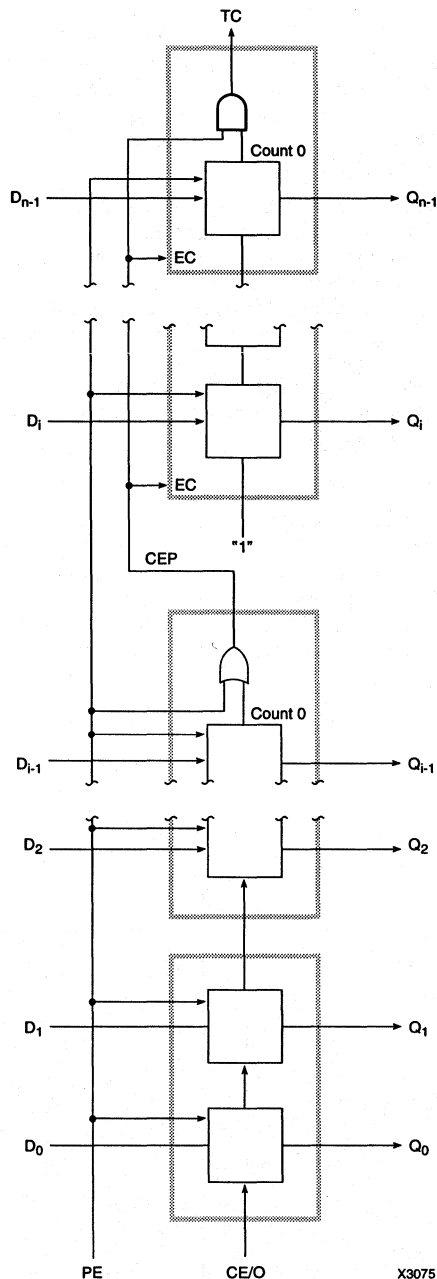 TC
Count 0
Dn-1
Qn-1
EC
Di
Qi
EC
"1"
CEP
Count 0
Di-1
Qi-1
D2
Q2
D1
Q1
D0
Q0
PE
CE/O
X3075